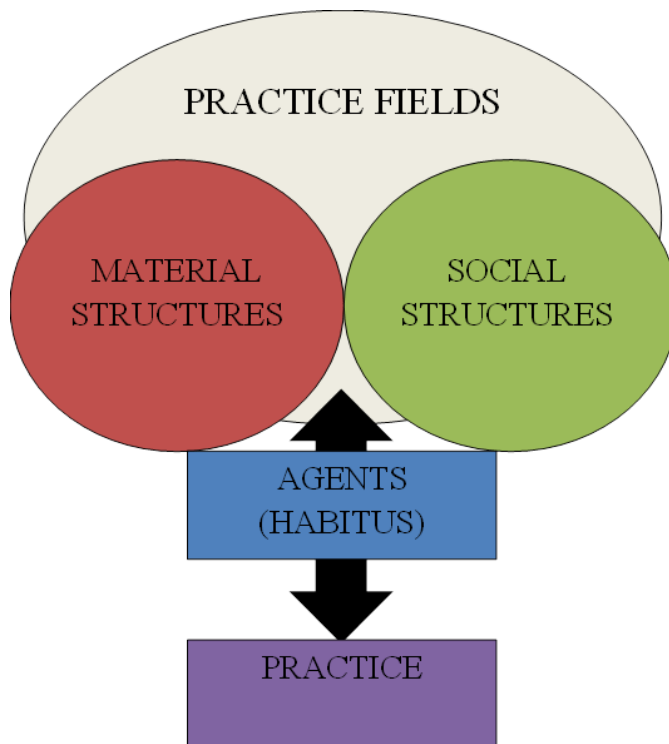 PRACTICE FIELDS
MATERIAL
STRUCTURES
SOCIAL
STRUCTURES
AGENTS
(HABITUS)
PRACTICE